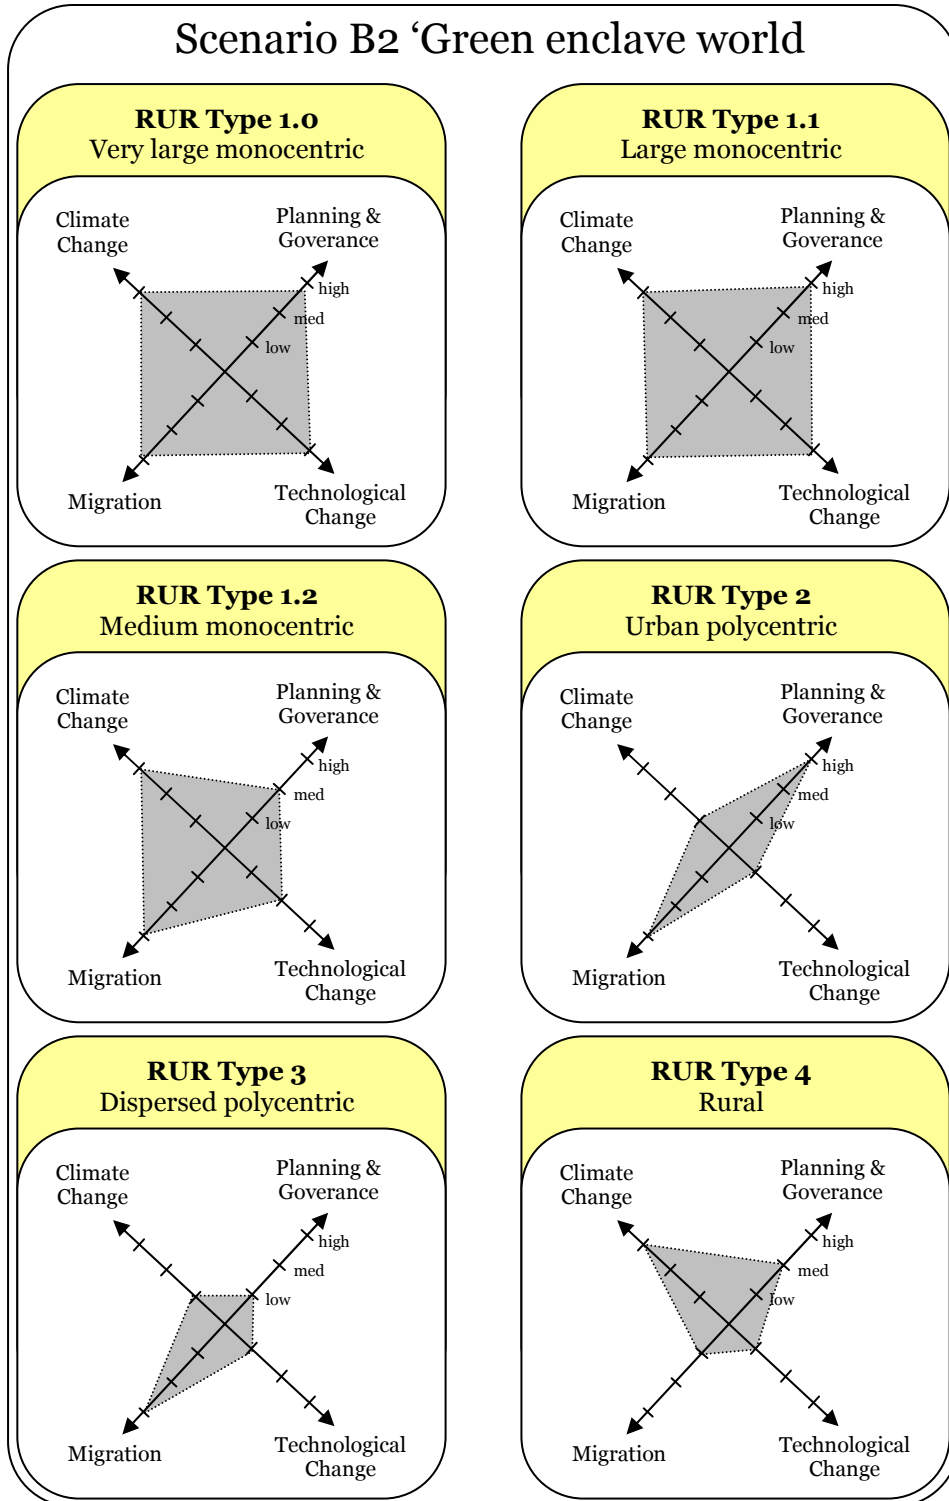 Scenario B2 ‘Green enclave world
RUR Type 1.0
Very large monocentric
Climate
Change
Planning &
Goverance
high
med
low
Migration
Technological
Change
RUR Type 1.1
Large monocentric
Climate
Change
Planning &
Goverance
high
med
low
Migration
Technological
Change
RUR Type 1.2
Medium monocentric
Climate
Change
Planning &
Goverance
high
med
low
Migration
Technological
Change
RUR Type 2
Urban polycentric
Climate
Change
Planning &
Goverance
high
med
low
Migration
Technological
Change
RUR Type 3
Dispersed polycentric
Climate
Change
Planning &
Goverance
high
med
low
Migration
Technological
Change
RUR Type 4
Rural
Climate
Change
Planning &
Goverance
high
med
low
Migration
Technological
Change